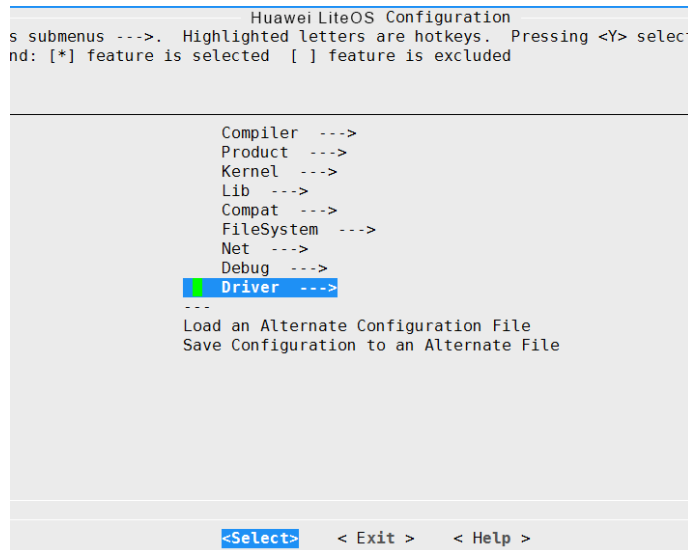 Huawei LiteOS Configuration
s submenus --->. Highlighted letters are hotkeys. Pressing <Y> selec
nd: [*] feature is selected [ ] feature is excluded
Compiler --->
Product --->
Kernel --->
Lib --->
Compat --->
FileSystem --->
Net --->
Debug --->
Driver --->
---
Load an Alternate Configuration File
Save Configuration to an Alternate File
<Select> < Exit > < Help >